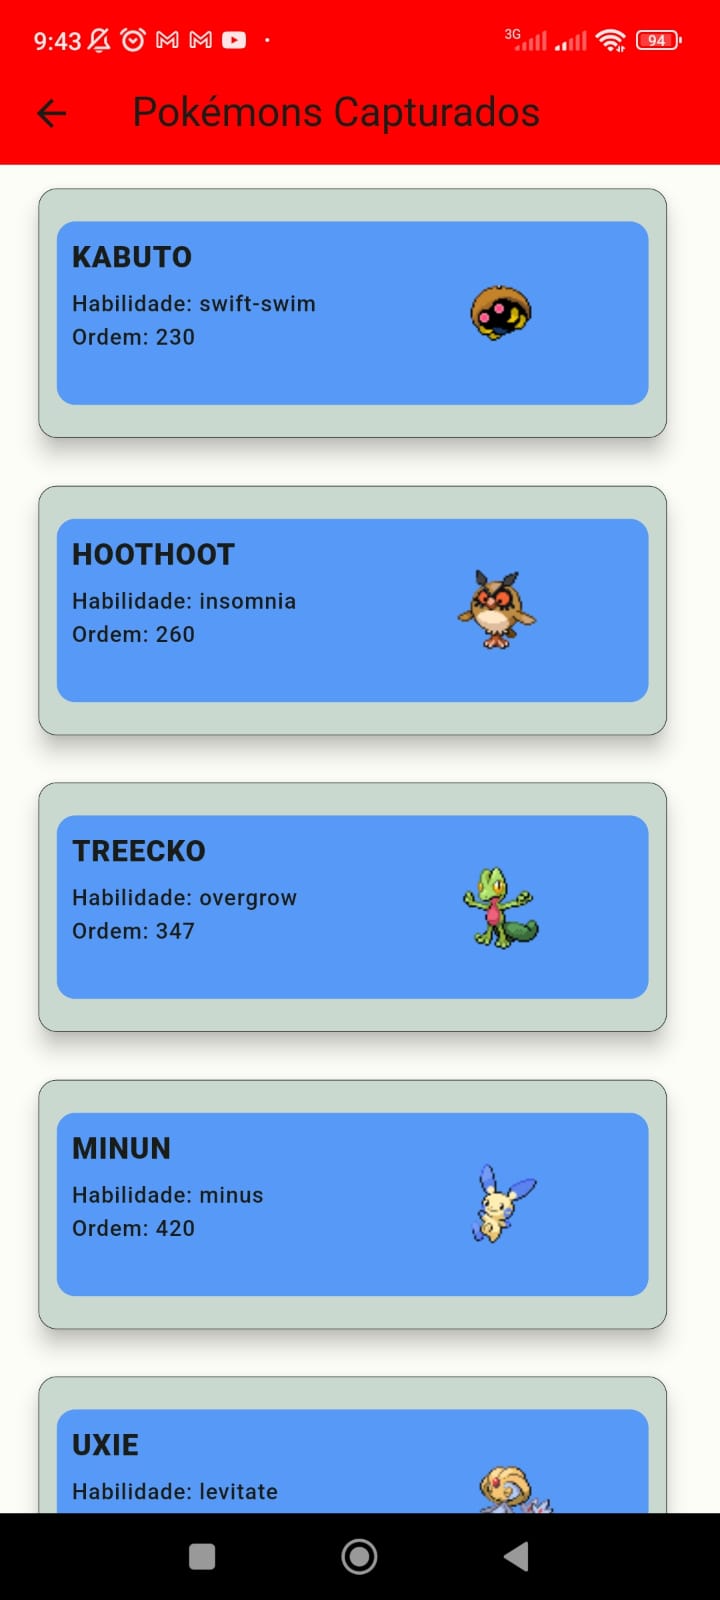 9:43
3G
94
Pokémons Capturados
KABUTO
Habilidade: swift-swim
Ordem: 230
HOOTHOOT
Habilidade: insomnia
Ordem: 260
TREECKO
Habilidade: overgrow
Ordem: 347
MINUN
Habilidade: minus
Ordem: 420
UXIE
Habilidade: levitate